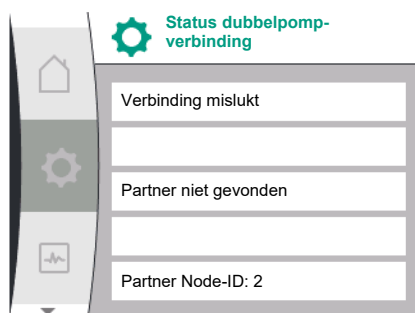 Status dubbelpomp-
verbinding
Verbinding mislukt
Partner niet gevonden
Partner Node-ID: 2